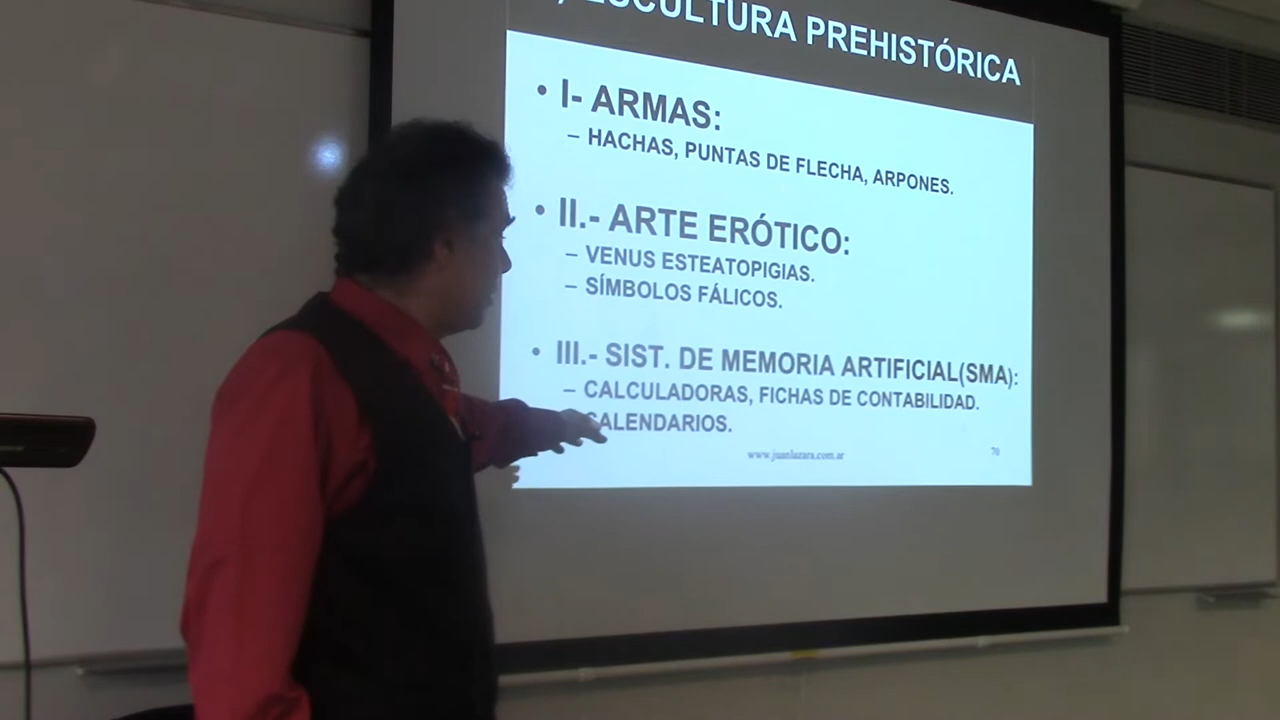 ESCULTURA PREHISTÓRICA
• I- ARMAS:
– HACHAS, PUNTAS DE FLECHA, ARPONES.
• II.- ARTE ERÓTICO:
– VENUS ESTEATOPIGIAS.
– SÍMBOLOS FÁLICOS.
• III.- SIST. DE MEMORIA ARTIFICIAL(SMA):
– CALCULADORAS, FICHAS DE CONTABILIDAD.
CALENDARIOS.
www.juanlazara.com.ar
70